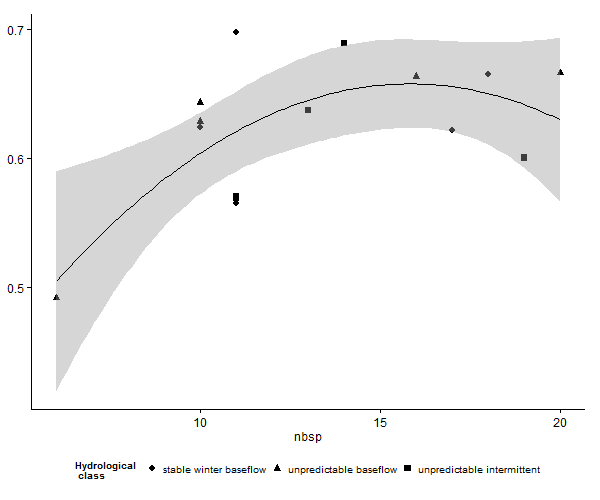 0.7
0.6
0.5
10 15 20
nbsp
Hydrological
class
stable winter baseflow unpredictable baseflow unpredictable intermittent